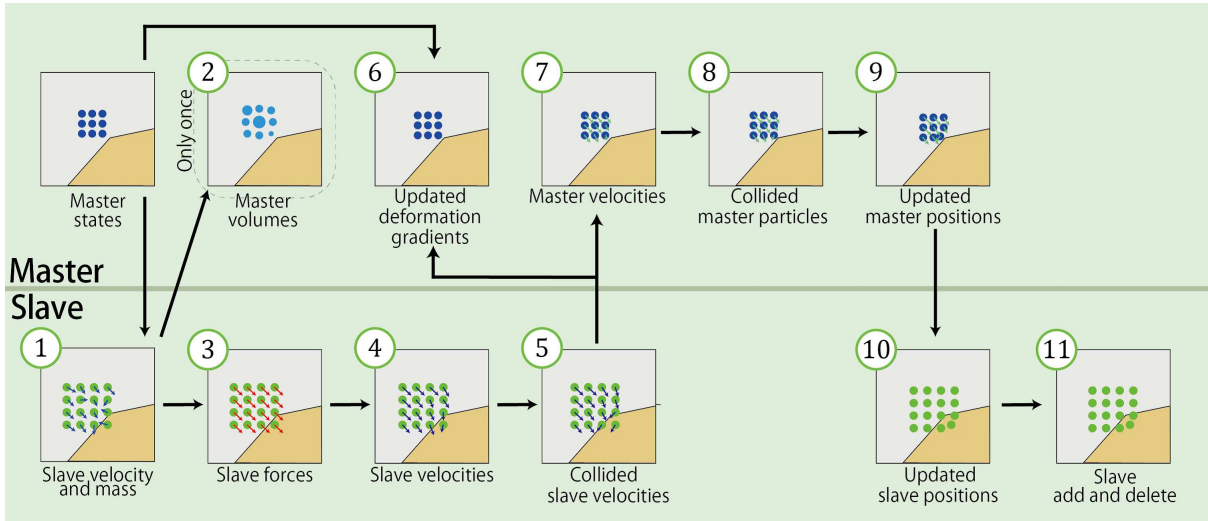 2
6
7
8
9
Only once
Master
states
Master
volumes
Updated
deformation
gradients
Master velocities
Collided
master particles
Updated
master positions
Master
Slave
1
3
4
5
10
11
Slave velocity
and mass
Slave forces
Slave velocities
Collided
slave velocities
Updated
slave positions
Slave
add and delete